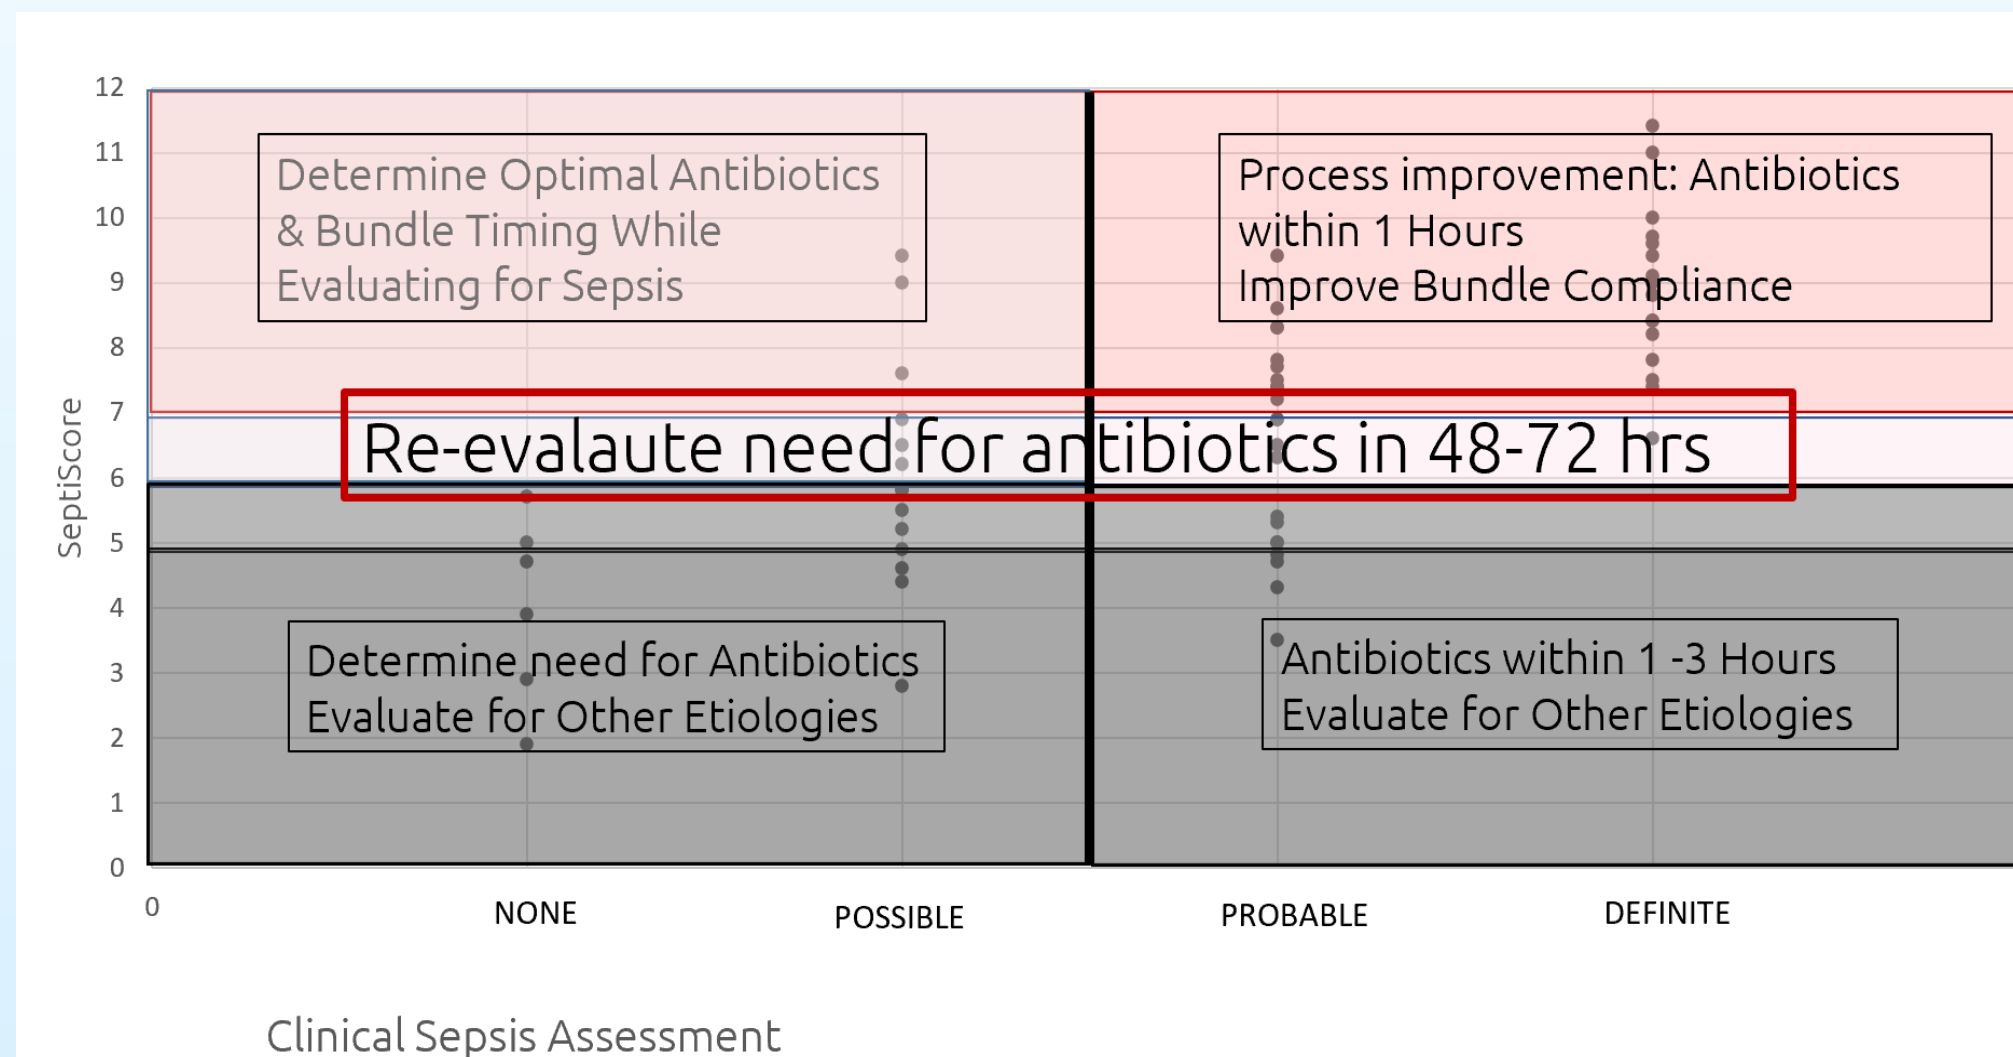 12
11
10
9
8
7
6
5
4
3
2
1
0
SeptiScore
Determine Optimal Antibiotics
& Bundle Timing While
Evaluating for Sepsis
Process improvement: Antibiotics
within 1 Hours
Improve Bundle Compliance
Re-evalaute need for antibiotics in 48-72 hrs
Determine need for Antibiotics
Evaluate for Other Etiologies
Antibiotics within 1 -3 Hours
Evaluate for Other Etiologies
0
NONE
POSSIBLE
PROBABLE
DEFINITE
Clinical Sepsis Assessment